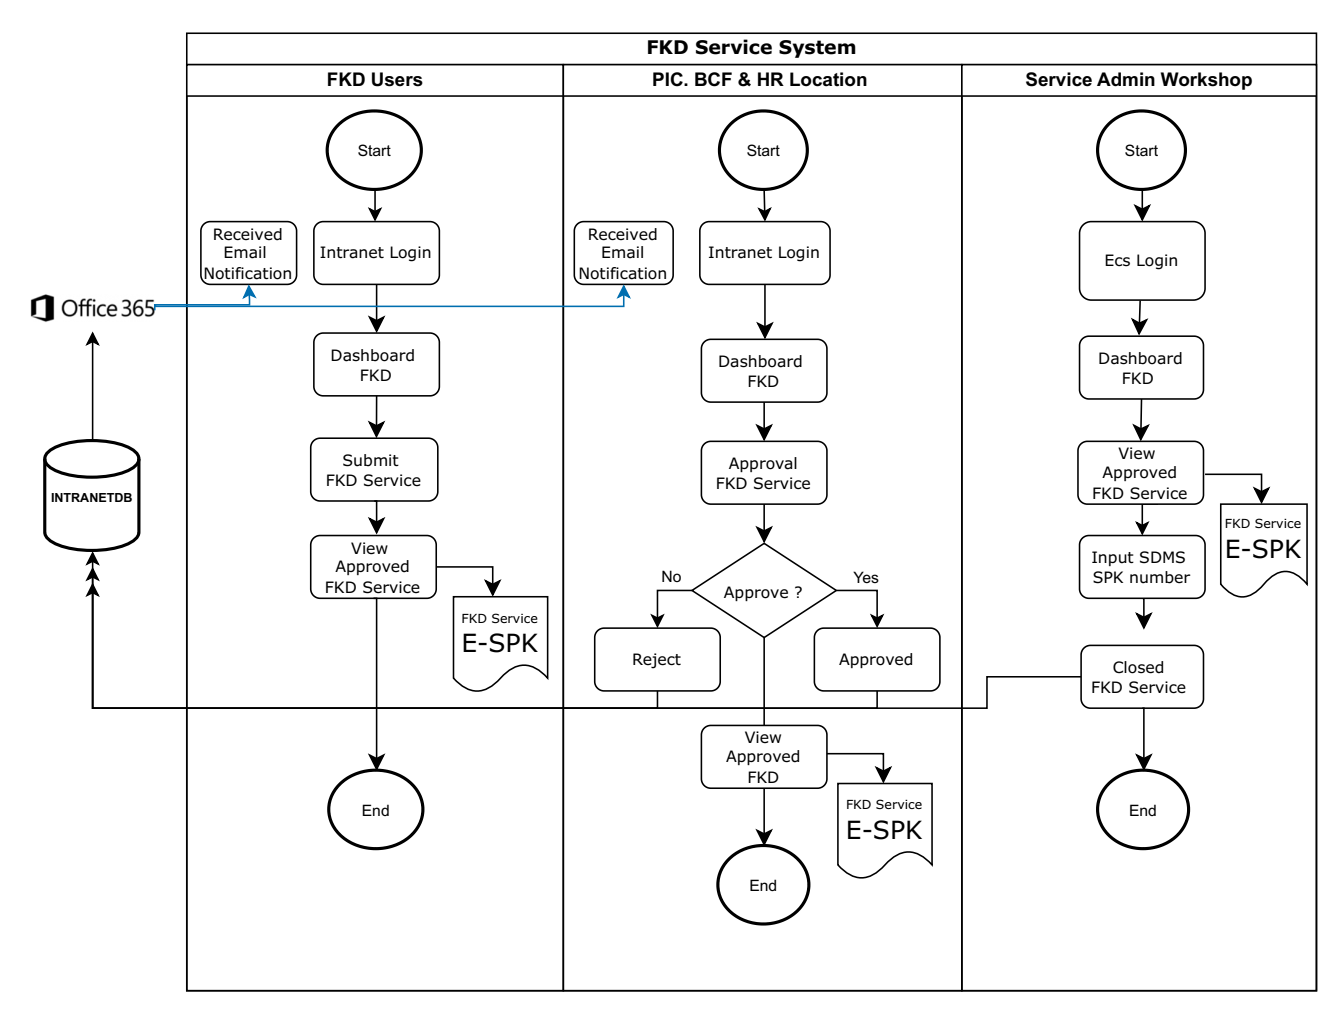 FKD Service System
FKD Users
PIC. BCF & HR Location
Service Admin Workshop
Start
Start
Start
Received
Email
Notification
Intranet Login
Received
Email
Notification
Intranet Login
Ecs Login
Office 365
Dashboard
FKD
Dashboard
FKD
Dashboard
FKD
INTRANETDB
Submit
FKD Service
Approval
FKD Service
View
Approved
FKD Service
FKD Service
E-SPK
View
Approved
FKD Service
FKD Service
E-SPK
Approve ?
No
Yes
Input SDMS
SPK number
Reject
Approved
Closed
FKD Service
View
Approved
FKD
FKD Service
E-SPK
End
End
End